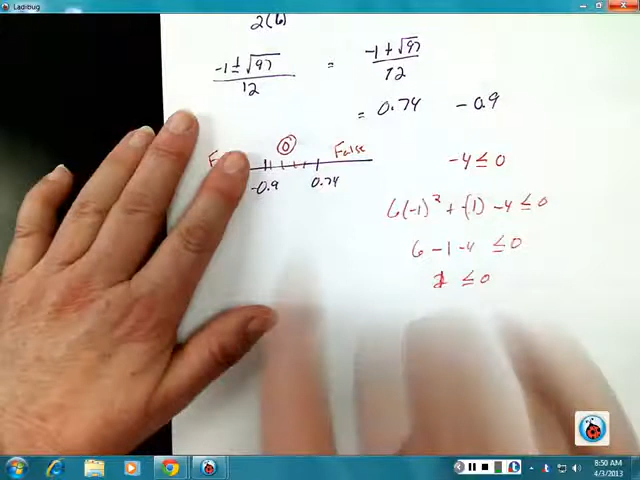 Ladibug
2(6)
-1±√97 / 12 = -1±√97 / 12
= 0.74 -0.9
F 0 False
-0.9 0.74
-4 ≤ 0
6(-1)² + (-1) -4 ≤ 0
6 -1 -4 ≤ 0
1 ≤ 0
8:50 AM
4/3/2013